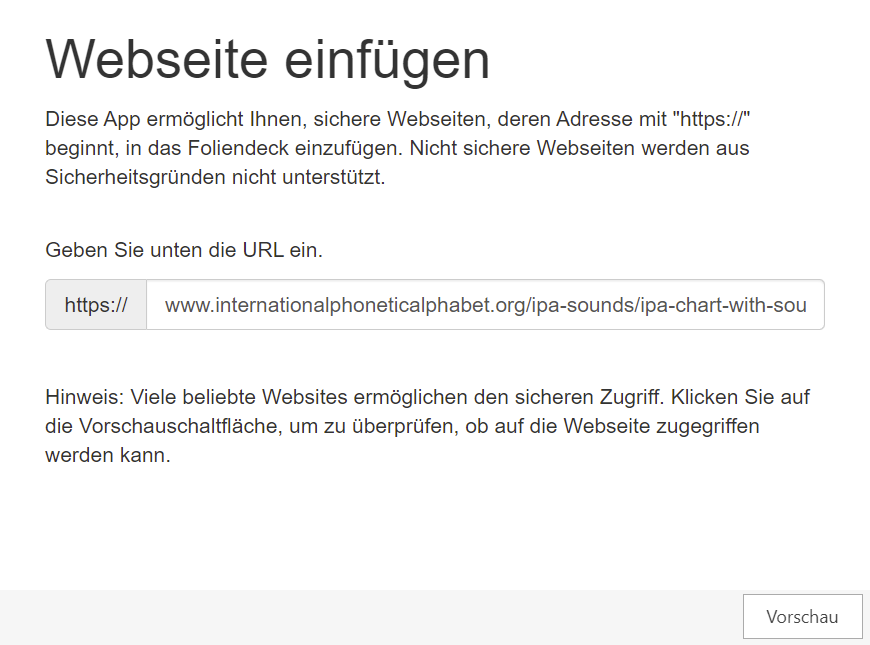 Webseite einfügen
Diese App ermöglicht Ihnen, sichere Webseiten, deren Adresse mit "https://"
beginnt, in das Foliendeck einzufügen. Nicht sichere Webseiten werden aus
Sicherheitsgründen nicht unterstützt.
Geben Sie unten die URL ein.
https:// www.internationalphoneticalphabet.org/ipa-sounds/ipa-chart-with-sou
Hinweis: Viele beliebte Websites ermöglichen den sicheren Zugriff. Klicken Sie auf
die Vorschauschaltfläche, um zu überprüfen, ob auf die Webseite zugegriffen
werden kann.
Vorschau